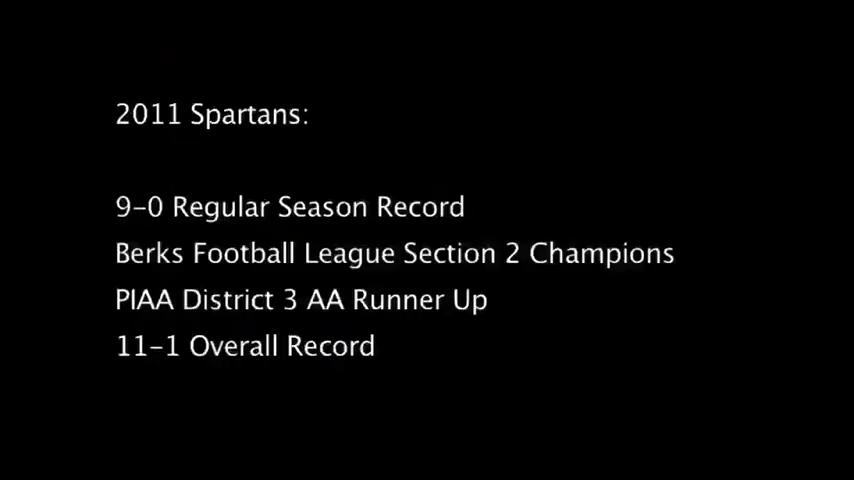 2011 Spartans:
9-0 Regular Season Record
Berks Football League Section 2 Champions
PIAA District 3 AA Runner Up
11-1 Overall Record